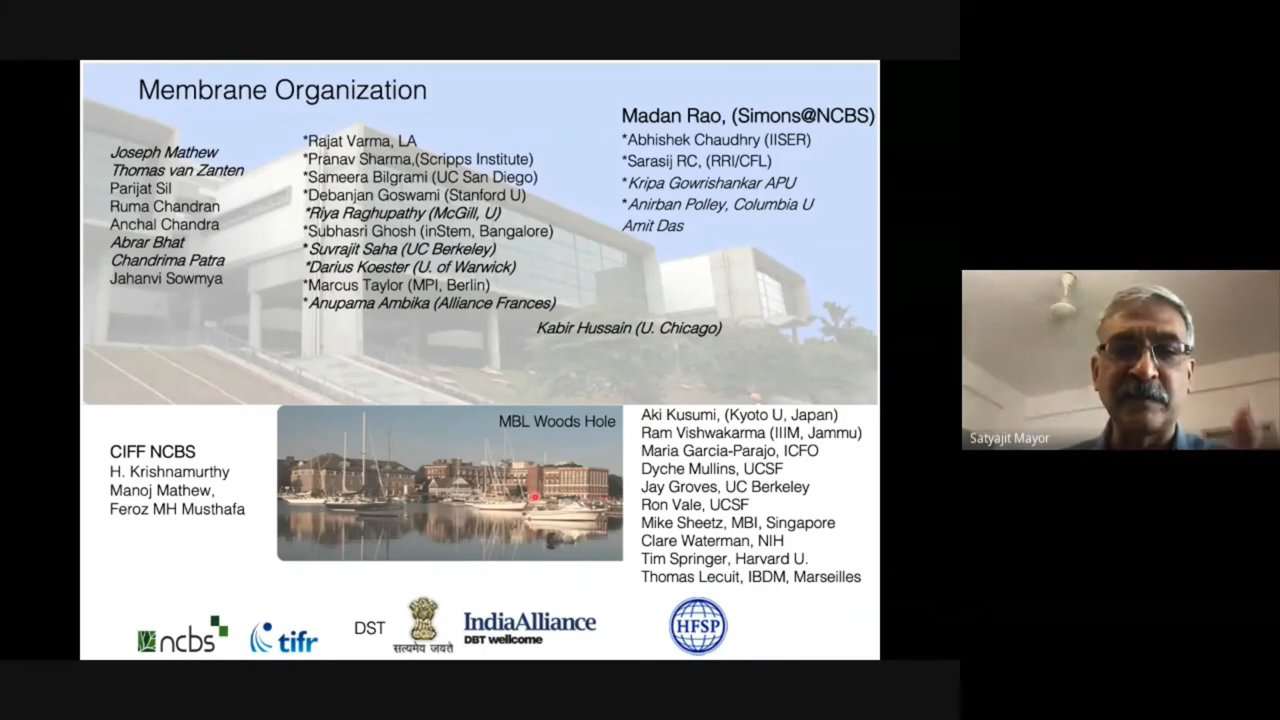 Membrane Organization
Joseph Mathew
Thomas van Zanten
Parijat Sil
Ruma Chandran
Anchal Chandra
Abrar Bhat
Chandrima Patra
Jahanvi Sowmya
*Rajat Varma, LA
*Pranav Sharma,(Scripps Institute)
*Sameera Bilgrami (UC San Diego)
*Debanjan Goswami (Stanford U)
*Riya Raghupathy (McGill, U)
*Subhasri Ghosh (inStem, Bangalore)
*Suvrajit Saha (UC Berkeley)
*Darius Koester (U. of Warwick)
*Marcus Taylor (MPI, Berlin)
*Anupama Ambika (Alliance Frances)
Kabir Hussain (U. Chicago)
Madan Rao, (Simons@NCBS)
*Abhishek Chaudhry (IISER)
*Sarasij RC, (RRI/CFL)
*Kripa Gowrishankar APU
*Anirban Polley, Columbia U
Amit Das
CIFF NCBS
H. Krishnamurthy
Manoj Mathew,
Feroz MH Musthafa
MBL Woods Hole
Aki Kusumi, (Kyoto U, Japan)
Ram Vishwakarma (IIIM, Jammu)
Maria Garcia-Parajo, ICFO
Dyche Mullins, UCSF
Jay Groves, UC Berkeley
Ron Vale, UCSF
Mike Sheetz, MBI, Singapore
Clare Waterman, NIH
Tim Springer, Harvard U.
Thomas Lecuit, IBDM, Marseilles
ncbs
tifr
DST
सत्यमेव जयते
IndiaAlliance
DBT wellcome
HFSP
Satyajit Mayor